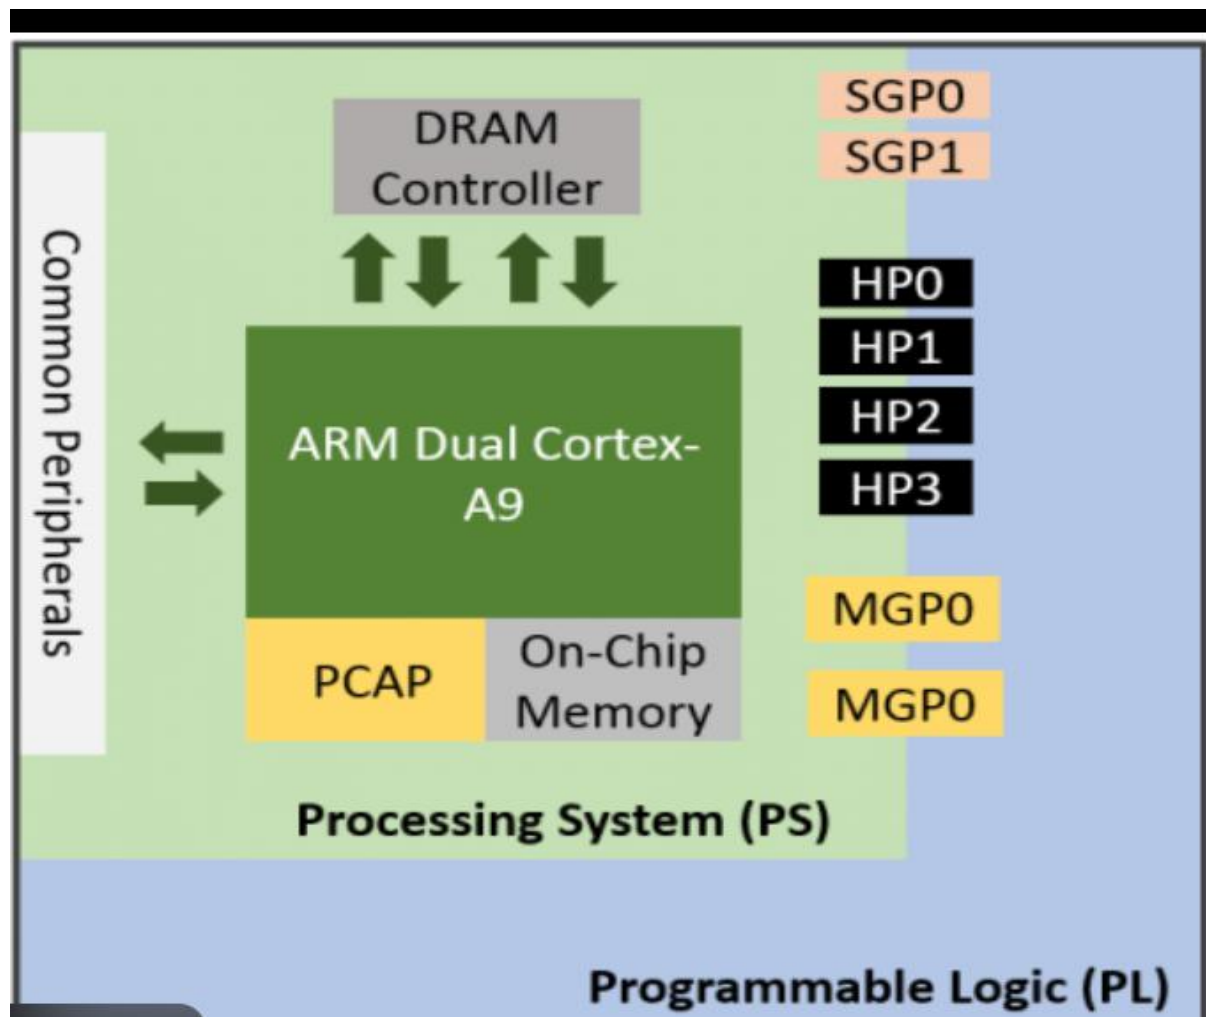 DRAM
Controller
SGP0
SGP1
Common Peripherals
HP0
HP1
HP2
HP3
ARM Dual Cortex-
A9
MGP0
PCAP
On-Chip
Memory
MGP0
Processing System (PS)
Programmable Logic (PL)